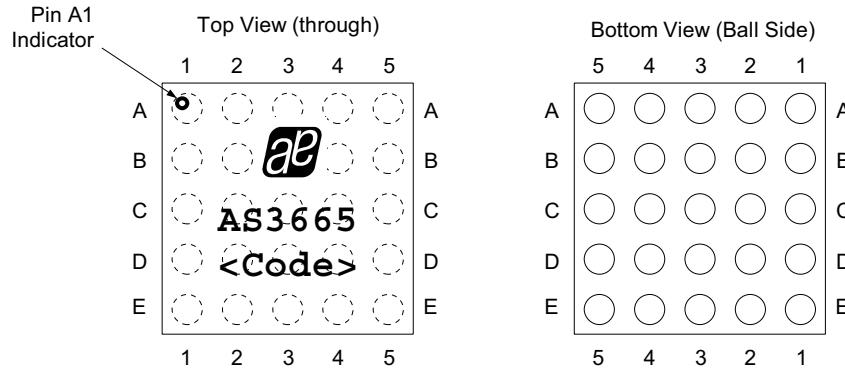 Pin A1
Indicator
Top View (through)
1 2 3 4 5
A A
B B
C C
D D
E E
ae
AS3665
<Code>
1 2 3 4 5
Bottom View (Ball Side)
5 4 3 2 1
A A
B B
C C
D D
E E
5 4 3 2 1